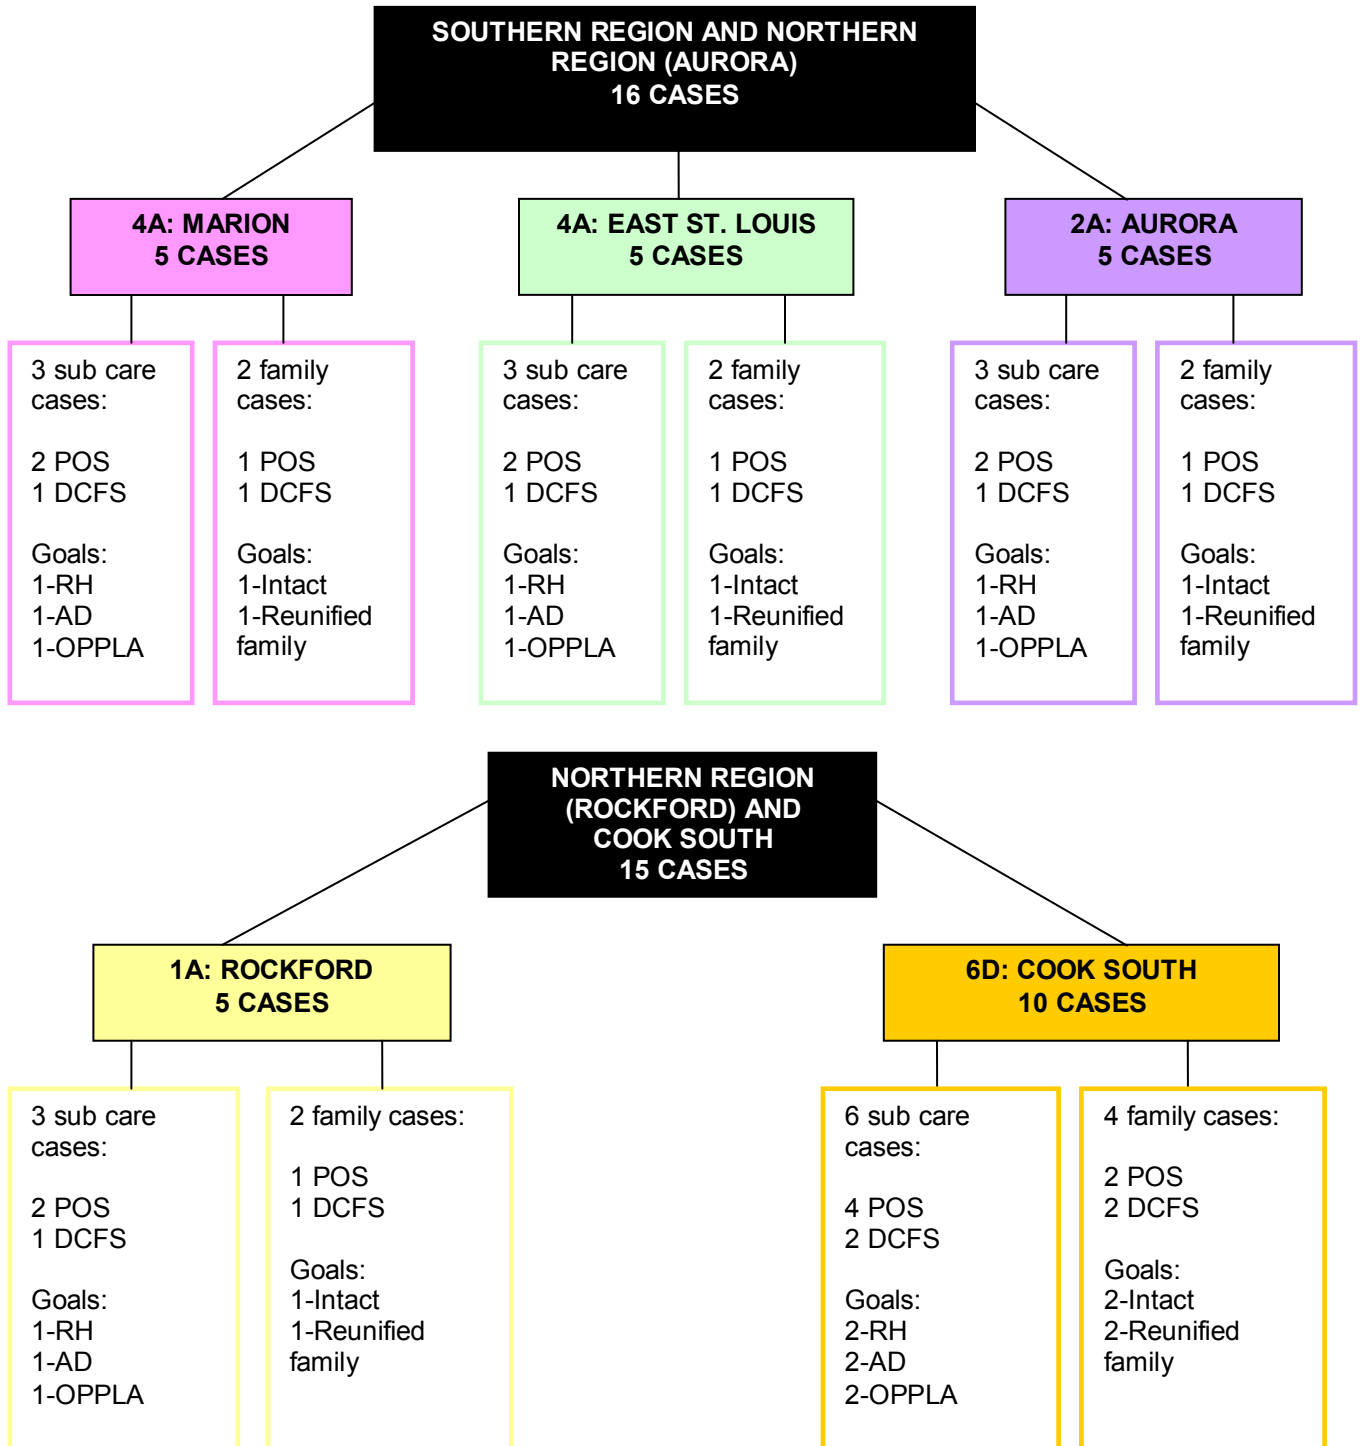 SOUTHERN REGION AND NORTHERN
REGION (AURORA)
16 CASES
4A: MARION
5 CASES
4A: EAST ST. LOUIS
5 CASES
2A: AURORA
5 CASES
3 sub care
cases:
2 POS
1 DCFS
Goals:
1-RH
1-AD
1-OPPLA
2 family
cases:
1 POS
1 DCFS
Goals:
1-Intact
1-Reunified
family
3 sub care
cases:
2 POS
1 DCFS
Goals:
1-RH
1-AD
1-OPPLA
2 family
cases:
1 POS
1 DCFS
Goals:
1-Intact
1-Reunified
family
3 sub care
cases:
2 POS
1 DCFS
Goals:
1-RH
1-AD
1-OPPLA
2 family
cases:
1 POS
1 DCFS
Goals:
1-Intact
1-Reunified
family
NORTHERN REGION
(ROCKFORD) AND
COOK SOUTH
15 CASES
1A: ROCKFORD
5 CASES
6D: COOK SOUTH
10 CASES
3 sub care
cases:
2 POS
1 DCFS
Goals:
1-RH
1-AD
1-OPPLA
2 family cases:
1 POS
1 DCFS
Goals:
1-Intact
1-Reunified
family
6 sub care
cases:
4 POS
2 DCFS
Goals:
2-RH
2-AD
2-OPPLA
4 family cases:
2 POS
2 DCFS
Goals:
2-Intact
2-Reunified
family